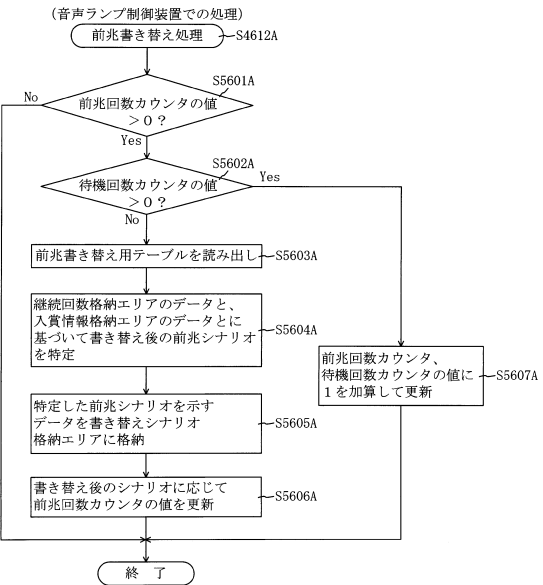 (音声ランプ制御装置での処理)
前兆書き替え処理
S4612A
S5601A
No
前兆回数カウンタの値
>0?
Yes
S5602A
待機回数カウンタの値
>0?
Yes
No
前兆書き替え用テーブルを読み出し
S5603A
継続回数格納エリアのデータと、
入賞情報格納エリアのデータとに
基づいて書き替え後の前兆シナリオ
を特定
S5604A
前兆回数カウンタ、
待機回数カウンタの値に
1を加算して更新
S5607A
特定した前兆シナリオを示す
データを書き替えシナリオ
格納エリアに格納
S5605A
書き替え後のシナリオに応じて
前兆回数カウンタの値を更新
S5606A
終 了